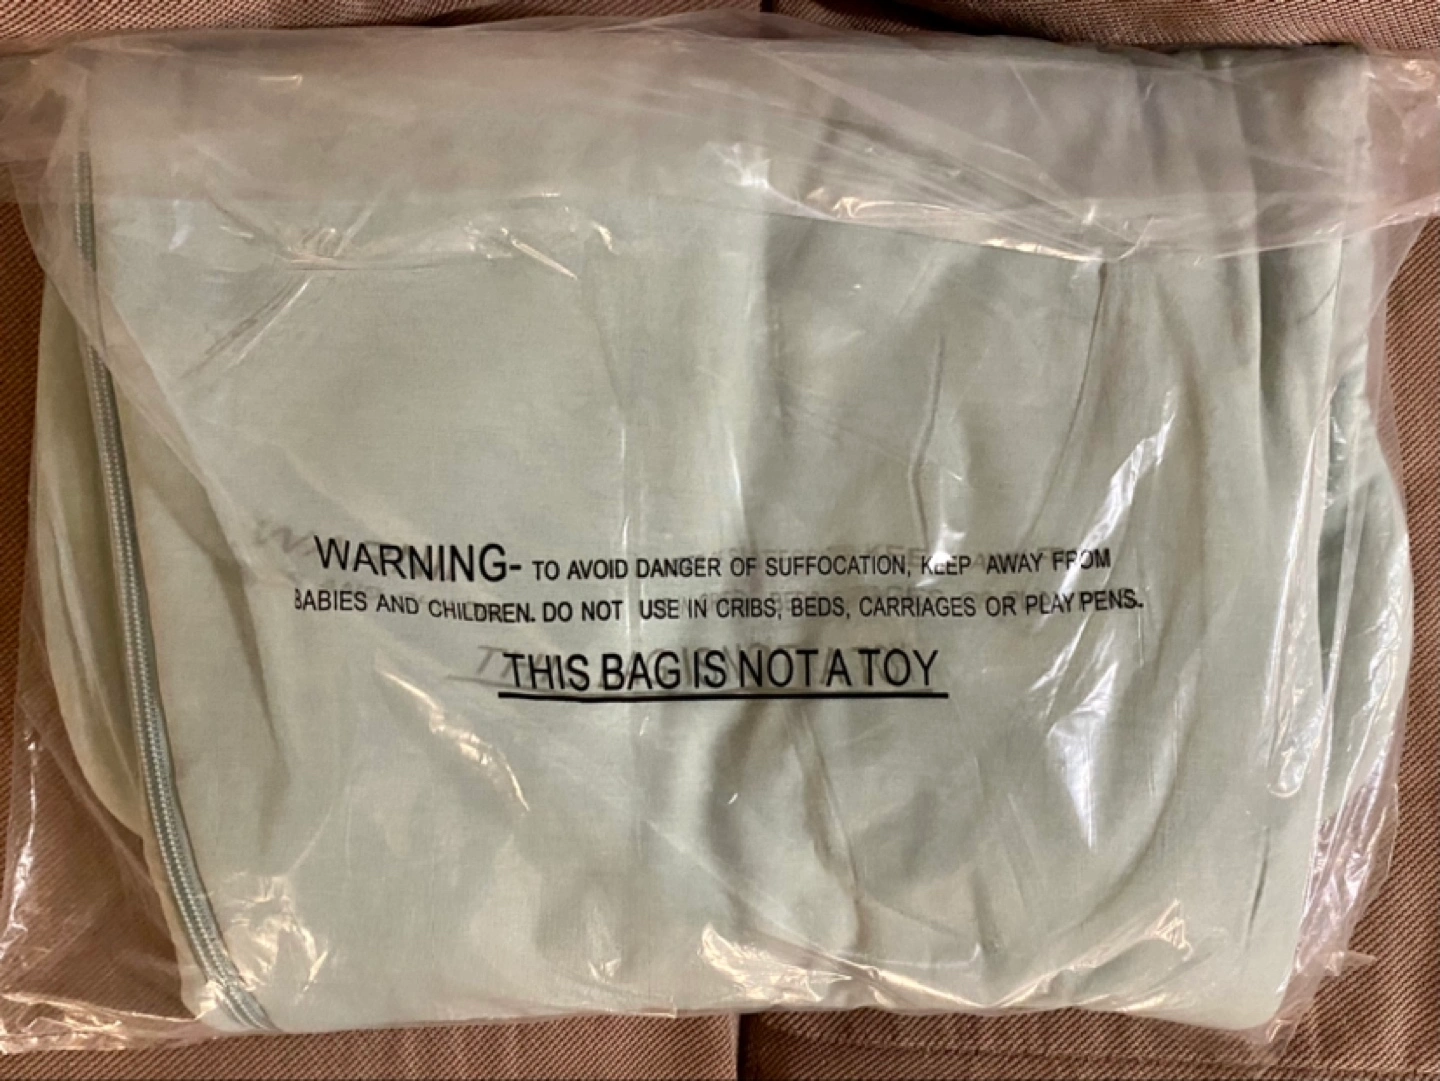 WARNING- TO AVOID DANGER OF SUFFOCATION, KEEP AWAY FROM
BABIES AND CHILDREN. DO NOT USE IN CRIBS, BEDS, CARRIAGES OR PLAY PENS.
THIS BAG IS NOT A TOY